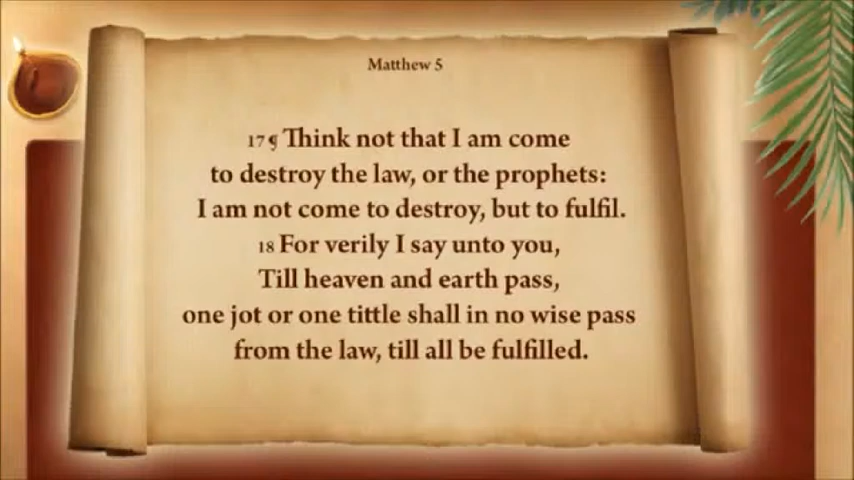 Matthew 5
17¶ Think not that I am come
to destroy the law, or the prophets:
I am not come to destroy, but to fulfil.
18 For verily I say unto you,
Till heaven and earth pass,
one jot or one tittle shall in no wise pass
from the law, till all be fulfilled.